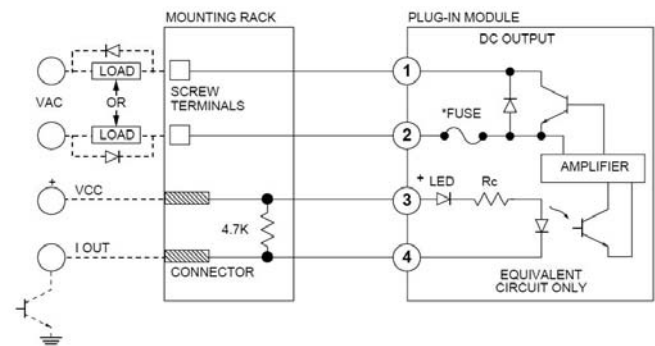 MOUNTING RACK
PLUG-IN MODULE
DC OUTPUT
LOAD
1
VAC
OR
SCREW
TERMINALS
*FUSE
LOAD
2
AMPLIFIER
+
VCC
+
LED
Rc
3
4.7K
I OUT
4
CONNECTOR
EQUIVALENT
CIRCUIT ONLY